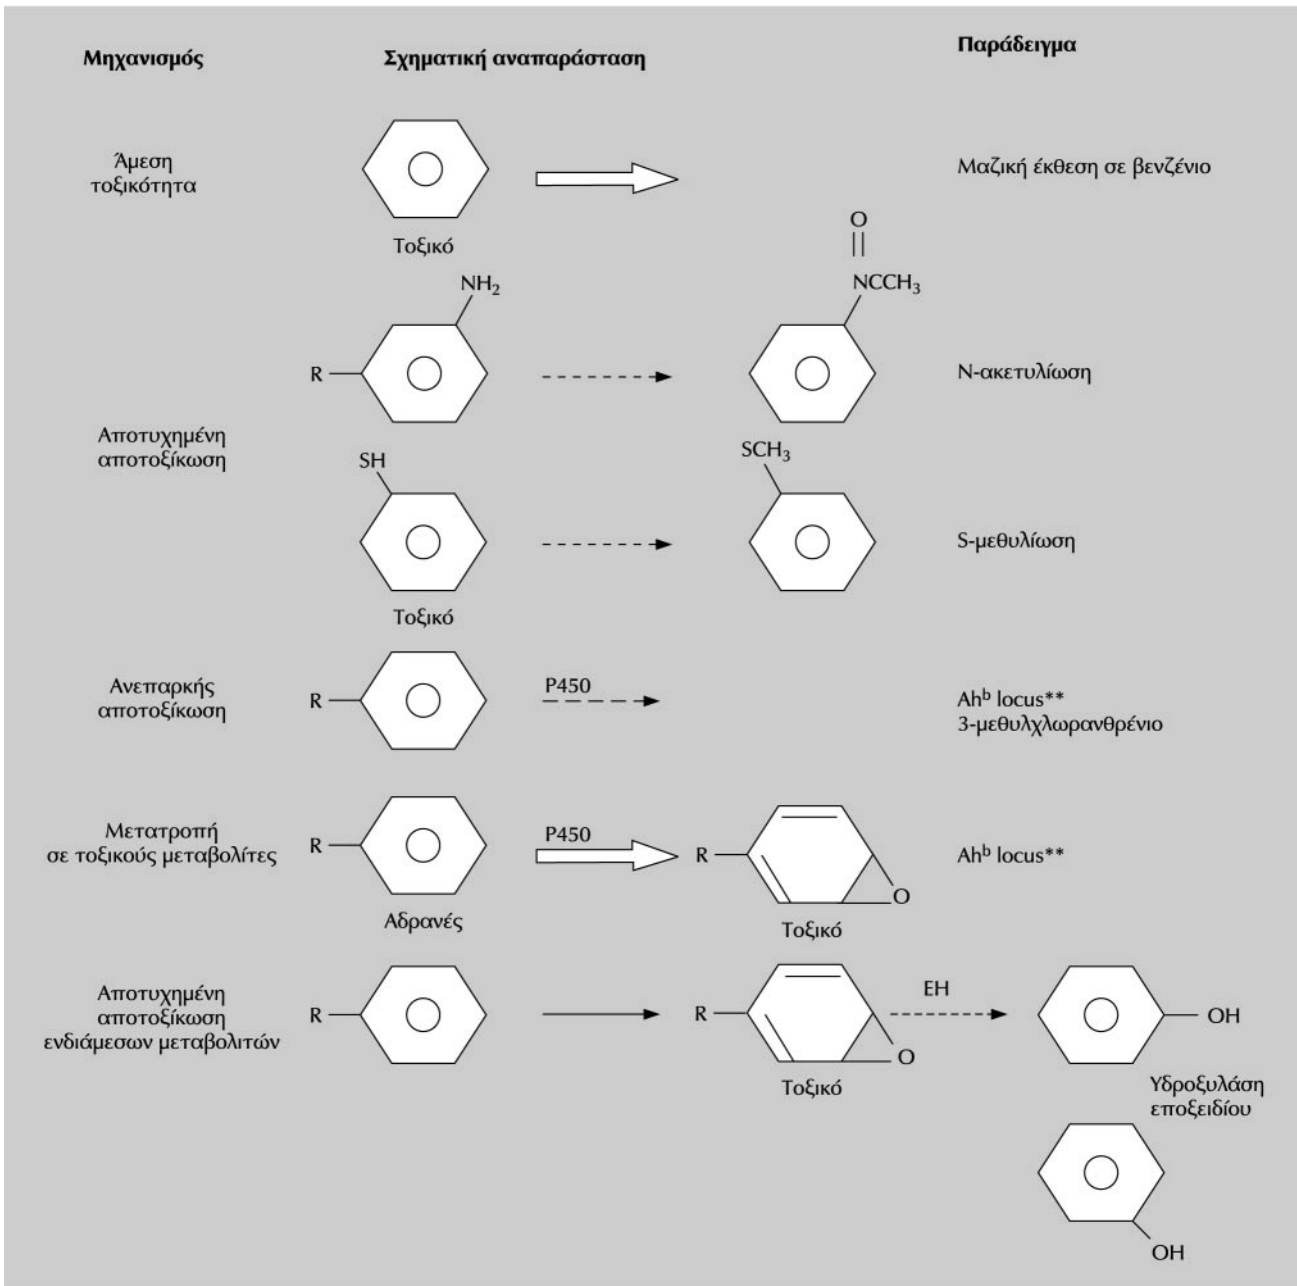 Μηχανισμός
Σχηματική αναπαράσταση
Παράδειγμα
Άμεση
τοξικότητα
Τοξικό
Μαζική έκθεση σε βενζένιο
Αποτυχημένη
αποτοξίκωση
R
NH₂
O
NCCH₃
N-ακετυλίωση
SH
Τοξικό
SCH₃
S-μεθυλίωση
Ανεπαρκής
αποτοξίκωση
R
P450
Ahᵇ locus**
3-μεθυλχλωρανθρένιο
Μετατροπή
σε τοξικούς μεταβολίτες
R
Αδρανές
P450
R
O
Τοξικό
Ahᵇ locus**
Αποτυχημένη
αποτοξίκωση
ενδιάμεσων μεταβολιτών
R
R
O
Τοξικό
EH
OH
Υδροξυλάση
εποξειδίου
OH